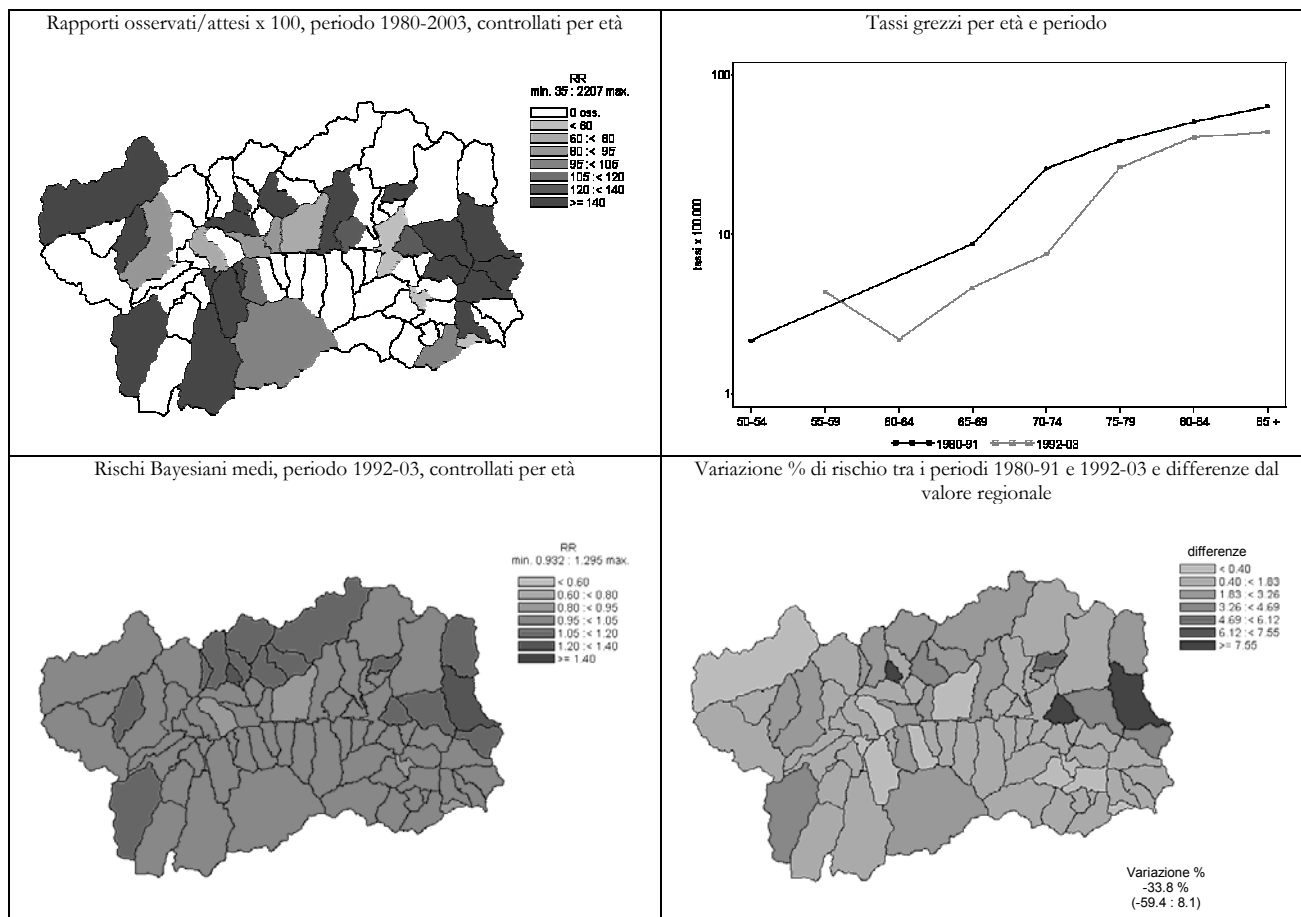 Rapporti osservati/attesi x 100, periodo 1980-2003, controllati per età
RR
min. 35 : 2207 max.
0 oss.
< 60
60 :< 80
80 :< 95
95 :< 105
105 :< 120
120 :< 140
>= 140
Tassi grezzi per età e periodo
tassi x 100.000
100
10
1
50-54
55-59
60-64
65-69
70-74
75-79
80-84
85 +
1980-91
1992-03
Rischi Bayesiani medi, periodo 1992-03, controllati per età
RR
min. 0.932 : 1.295 max.
< 0.60
0.60 :< 0.80
0.80 :< 0.95
0.95 :< 1.05
1.05 :< 1.20
1.20 :< 1.40
>= 1.40
Variazione % di rischio tra i periodi 1980-91 e 1992-03 e differenze dal
valore regionale
differenze
< 0.40
0.40 :< 1.83
1.83 :< 3.26
3.26 :< 4.69
4.69 :< 6.12
6.12 :< 7.55
>= 7.55
Variazione %
-33.8 %
(-59.4 : 8.1)